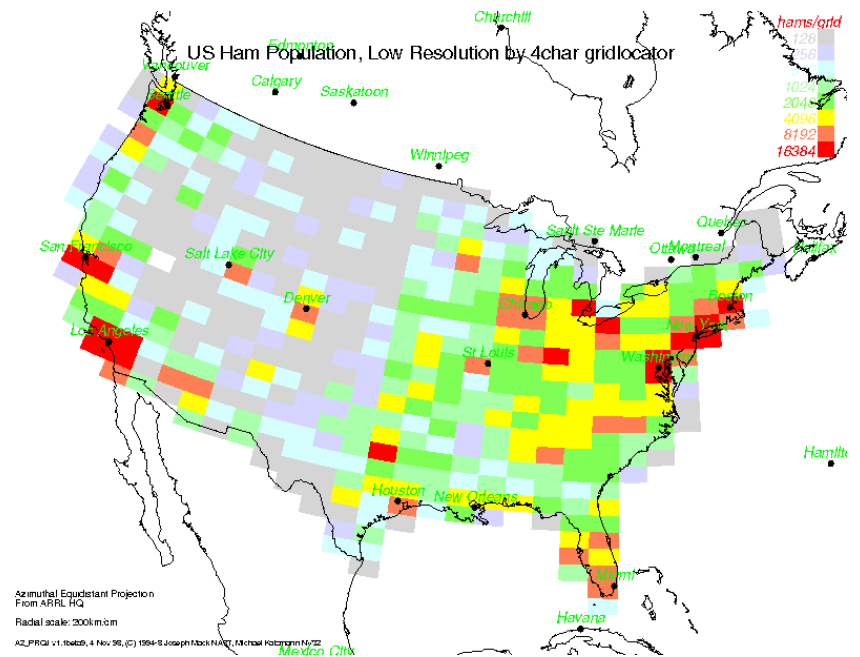 Churchill
hams/grid
US Ham Population, Low Resolution by 4char gridlocator
128
256
Edmonton
Vancouver
Calgary
Saskatoon
1024
2048
4096
8192
16384
Seattle
Winnipeg
Quebec
Sault Ste Marie
San Francisco
Salt Lake City
Ottawa
Montreal
Halifax
Denver
Chicago
Boston
Los Angeles
New York
St Louis
Washington
Houston
New Orleans
Miami
Havana
Mexico City
Azimuthal Equidistant Projection
From ARRL HQ
Radial scale: 200km/cm